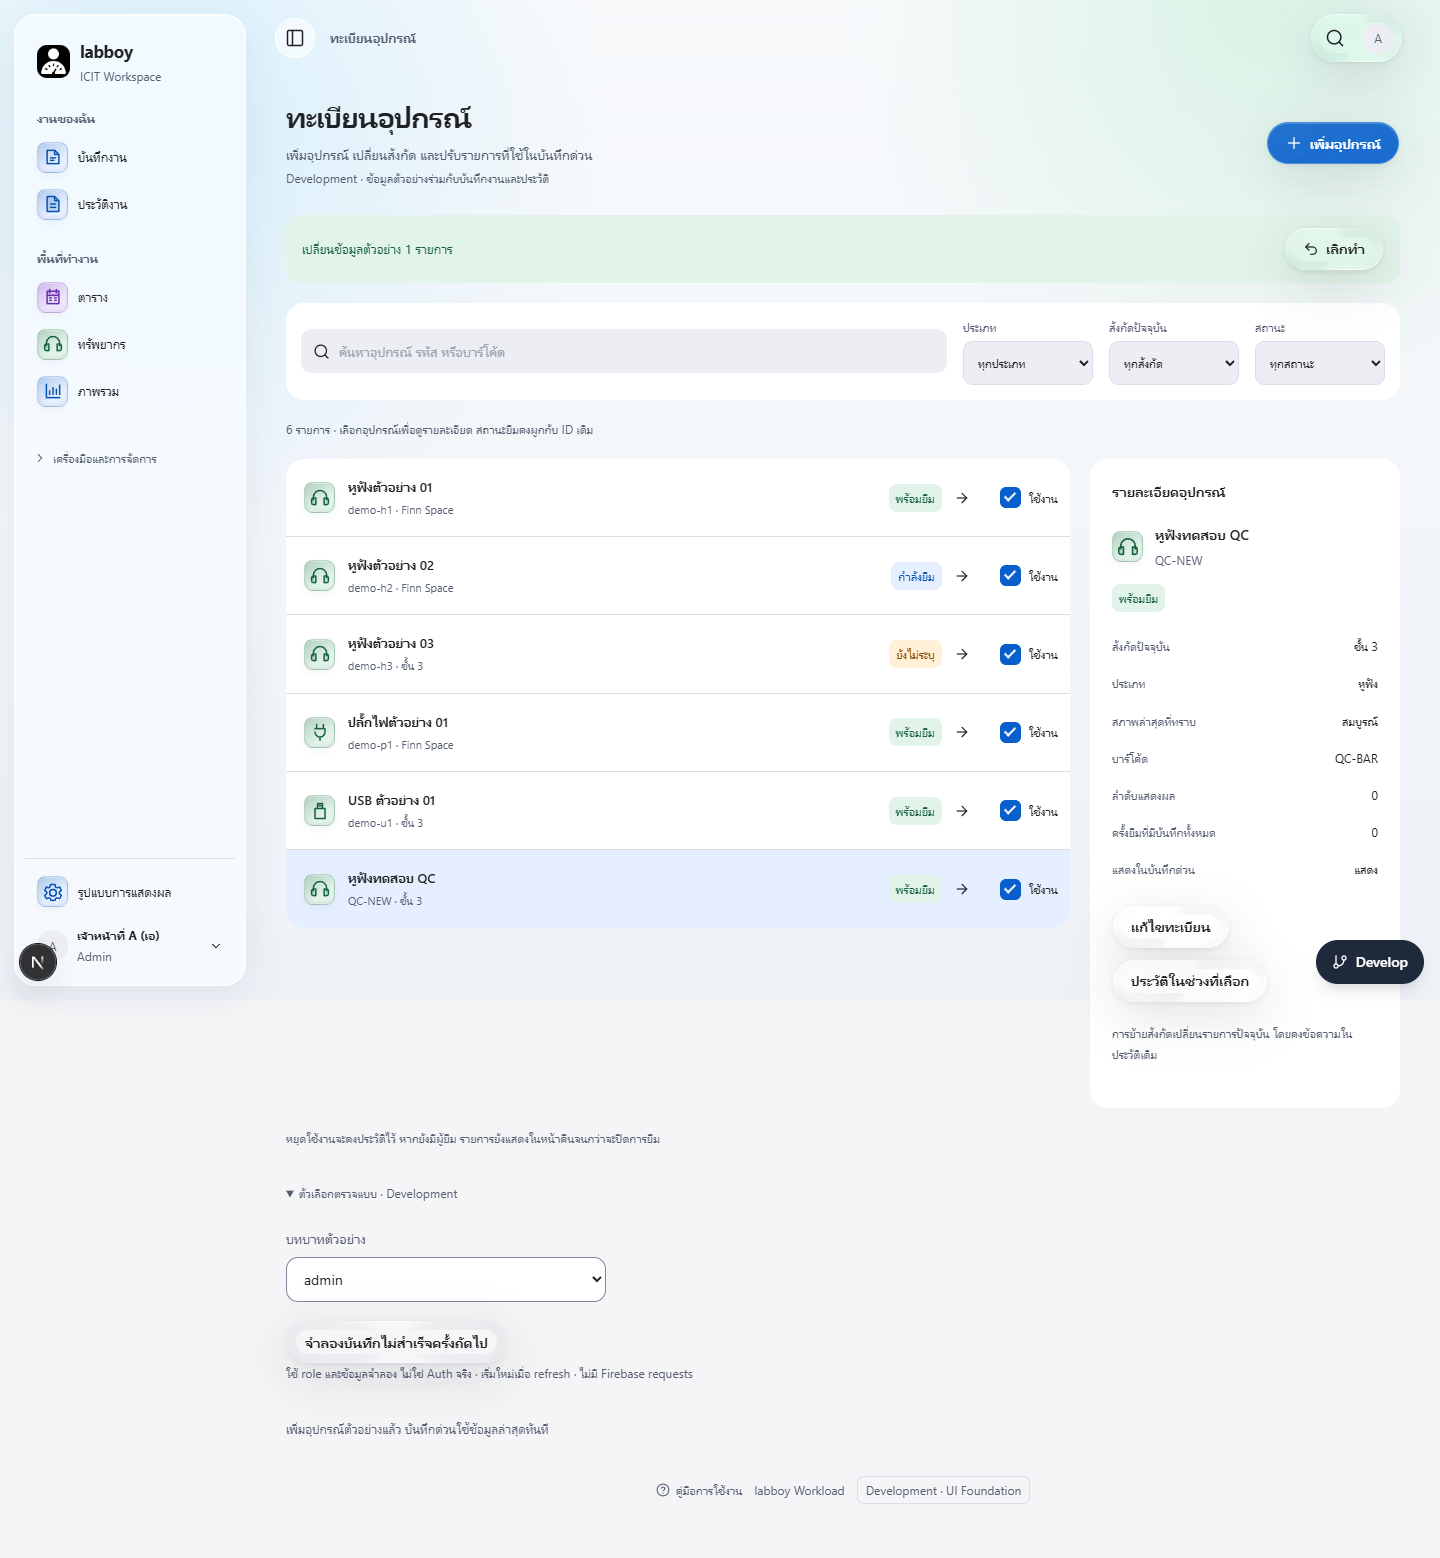 labboy
ICIT Workspace
งานของฉัน
บันทึกงาน
ประวัติงาน
พื้นที่ทำงาน
ตาราง
ทรัพยากร
ภาพรวม
เครื่องมือและการจัดการ
รูปแบบการแสดงผล
เจ้าหน้าที่ A (เอ)
Admin
N
ทะเบียนอุปกรณ์
A
ทะเบียนอุปกรณ์
เพิ่มอุปกรณ์ เปลี่ยนสังกัด และปรับรายการที่ใช้ในบันทึกด่วน
Development · ข้อมูลตัวอย่างร่วมกับบันทึกงานและประวัติ
เพิ่มอุปกรณ์
เปลี่ยนข้อมูลตัวอย่าง 1 รายการ
เลิกทำ
ค้นหาอุปกรณ์ รหัส หรือบาร์โค้ด
ประเภท
ทุกประเภท
สังกัดปัจจุบัน
ทุกสังกัด
สถานะ
ทุกสถานะ
6 รายการ · เลือกอุปกรณ์เพื่อดูรายละเอียด สถานะยืมคงผูกกับ ID เดิม
หูฟังตัวอย่าง 01
demo-h1 · Finn Space
พร้อมยืม
ใช้งาน
หูฟังตัวอย่าง 02
demo-h2 · Finn Space
กำลังยืม
ใช้งาน
หูฟังตัวอย่าง 03
demo-h3 · ชั้น 3
ยังไม่ระบุ
ใช้งาน
ปลั๊กไฟตัวอย่าง 01
demo-p1 · Finn Space
พร้อมยืม
ใช้งาน
USB ตัวอย่าง 01
demo-u1 · ชั้น 3
พร้อมยืม
ใช้งาน
หูฟังทดสอบ QC
QC-NEW · ชั้น 3
พร้อมยืม
ใช้งาน
รายละเอียดอุปกรณ์
หูฟังทดสอบ QC
QC-NEW
พร้อมยืม
สังกัดปัจจุบัน ชั้น 3
ประเภท หูฟัง
สภาพล่าสุดที่ทราบ สมบูรณ์
บาร์โค้ด QC-BAR
ลำดับแสดงผล 0
ครั้งยืมที่มีบันทึกทั้งหมด 0
แสดงในบันทึกด่วน แสดง
แก้ไขทะเบียน
ประวัติในช่วงที่เลือก
การย้ายสังกัดเปลี่ยนรายการปัจจุบัน โดยคงข้อความใน
ประวัติเดิม
Develop
หยุดใช้งานจะคงประวัติไว้ หากยังมีผู้ยืม รายการยังแสดงในหน้าคืนจนกว่าจะปิดการยืม
▼ ตัวเลือกตรวจแบบ · Development
บทบาทตัวอย่าง
admin
จำลองบันทึกไม่สำเร็จครั้งถัดไป
ใช้ role และข้อมูลจำลอง ไม่ใช่ Auth จริง · เริ่มใหม่เมื่อ refresh · ไม่มี Firebase requests
เพิ่มอุปกรณ์ตัวอย่างแล้ว บันทึกด่วนใช้ข้อมูลล่าสุดทันที
คู่มือการใช้งาน labboy Workload Development · UI Foundation